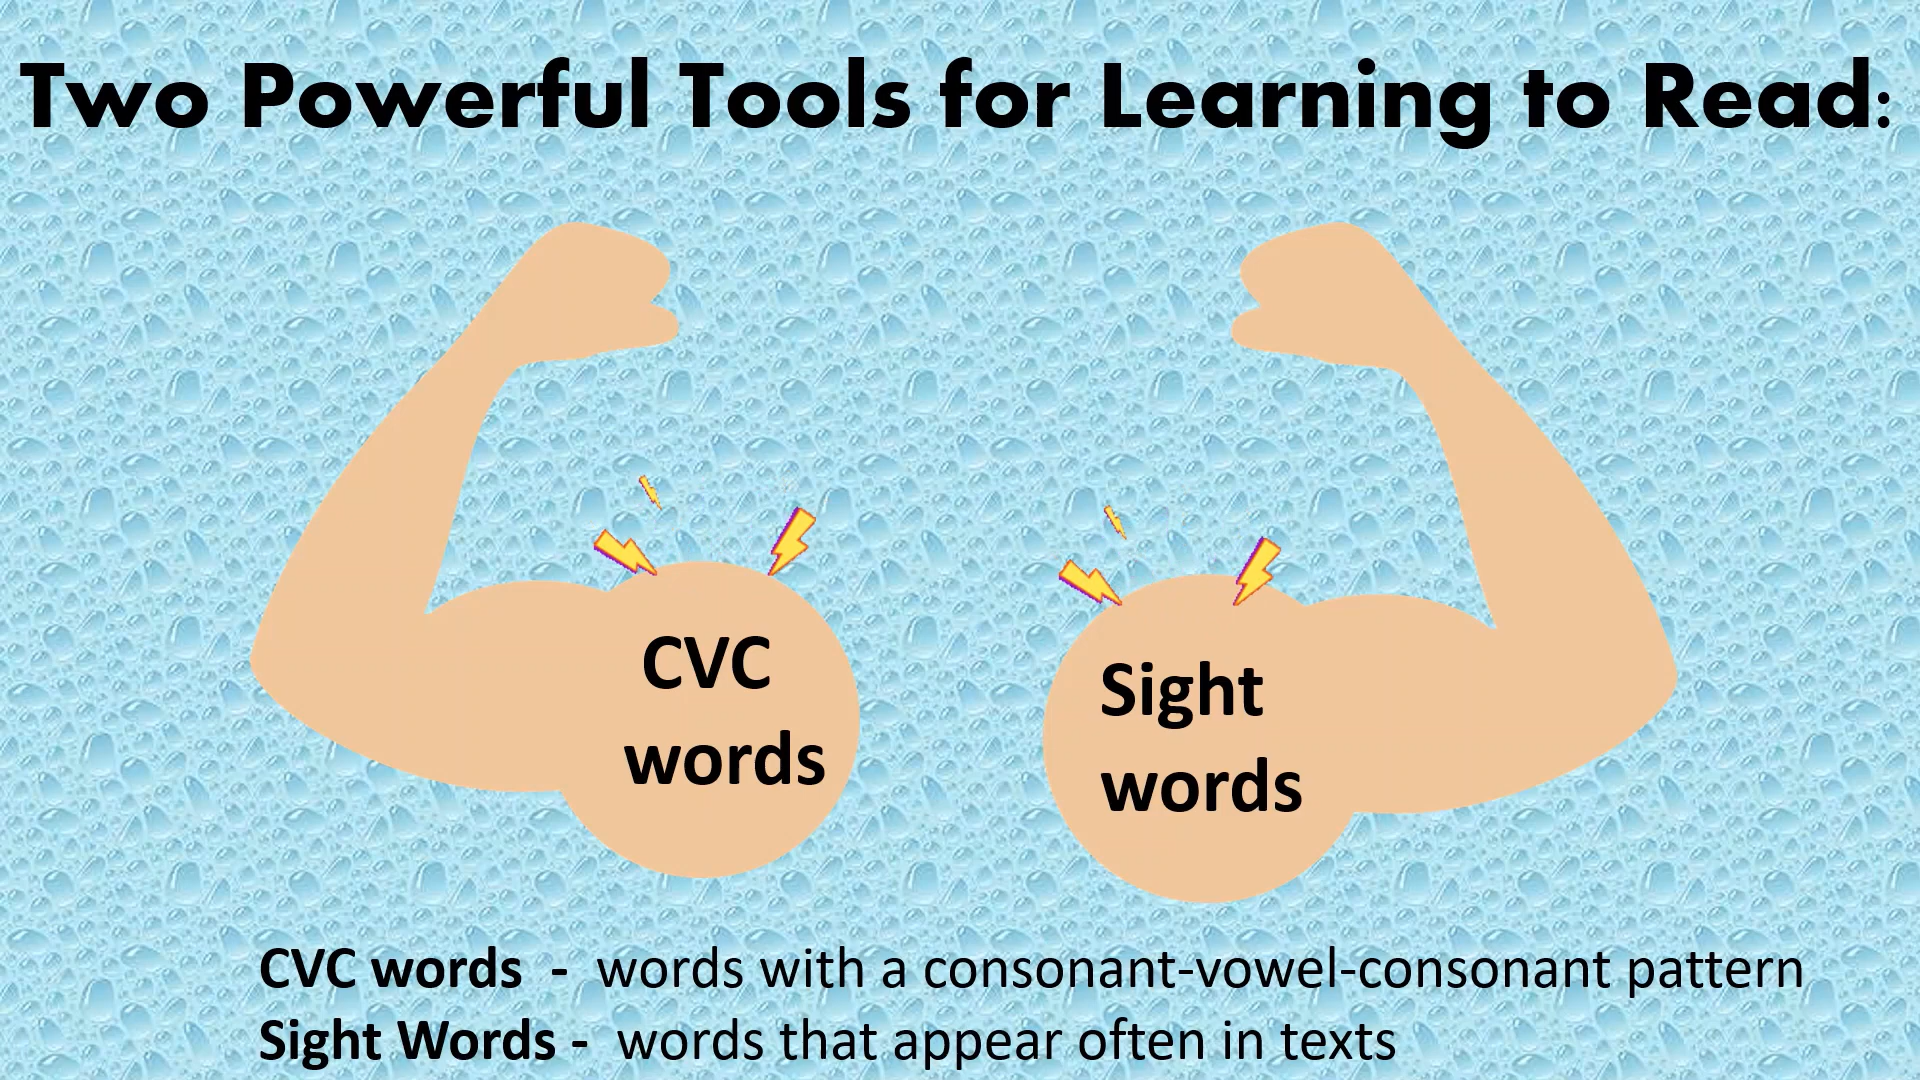 Two Powerful Tools for Learning to Read:
CVC
words
Sight
words
CVC words - words with a consonant-vowel-consonant pattern
Sight Words - words that appear often in texts